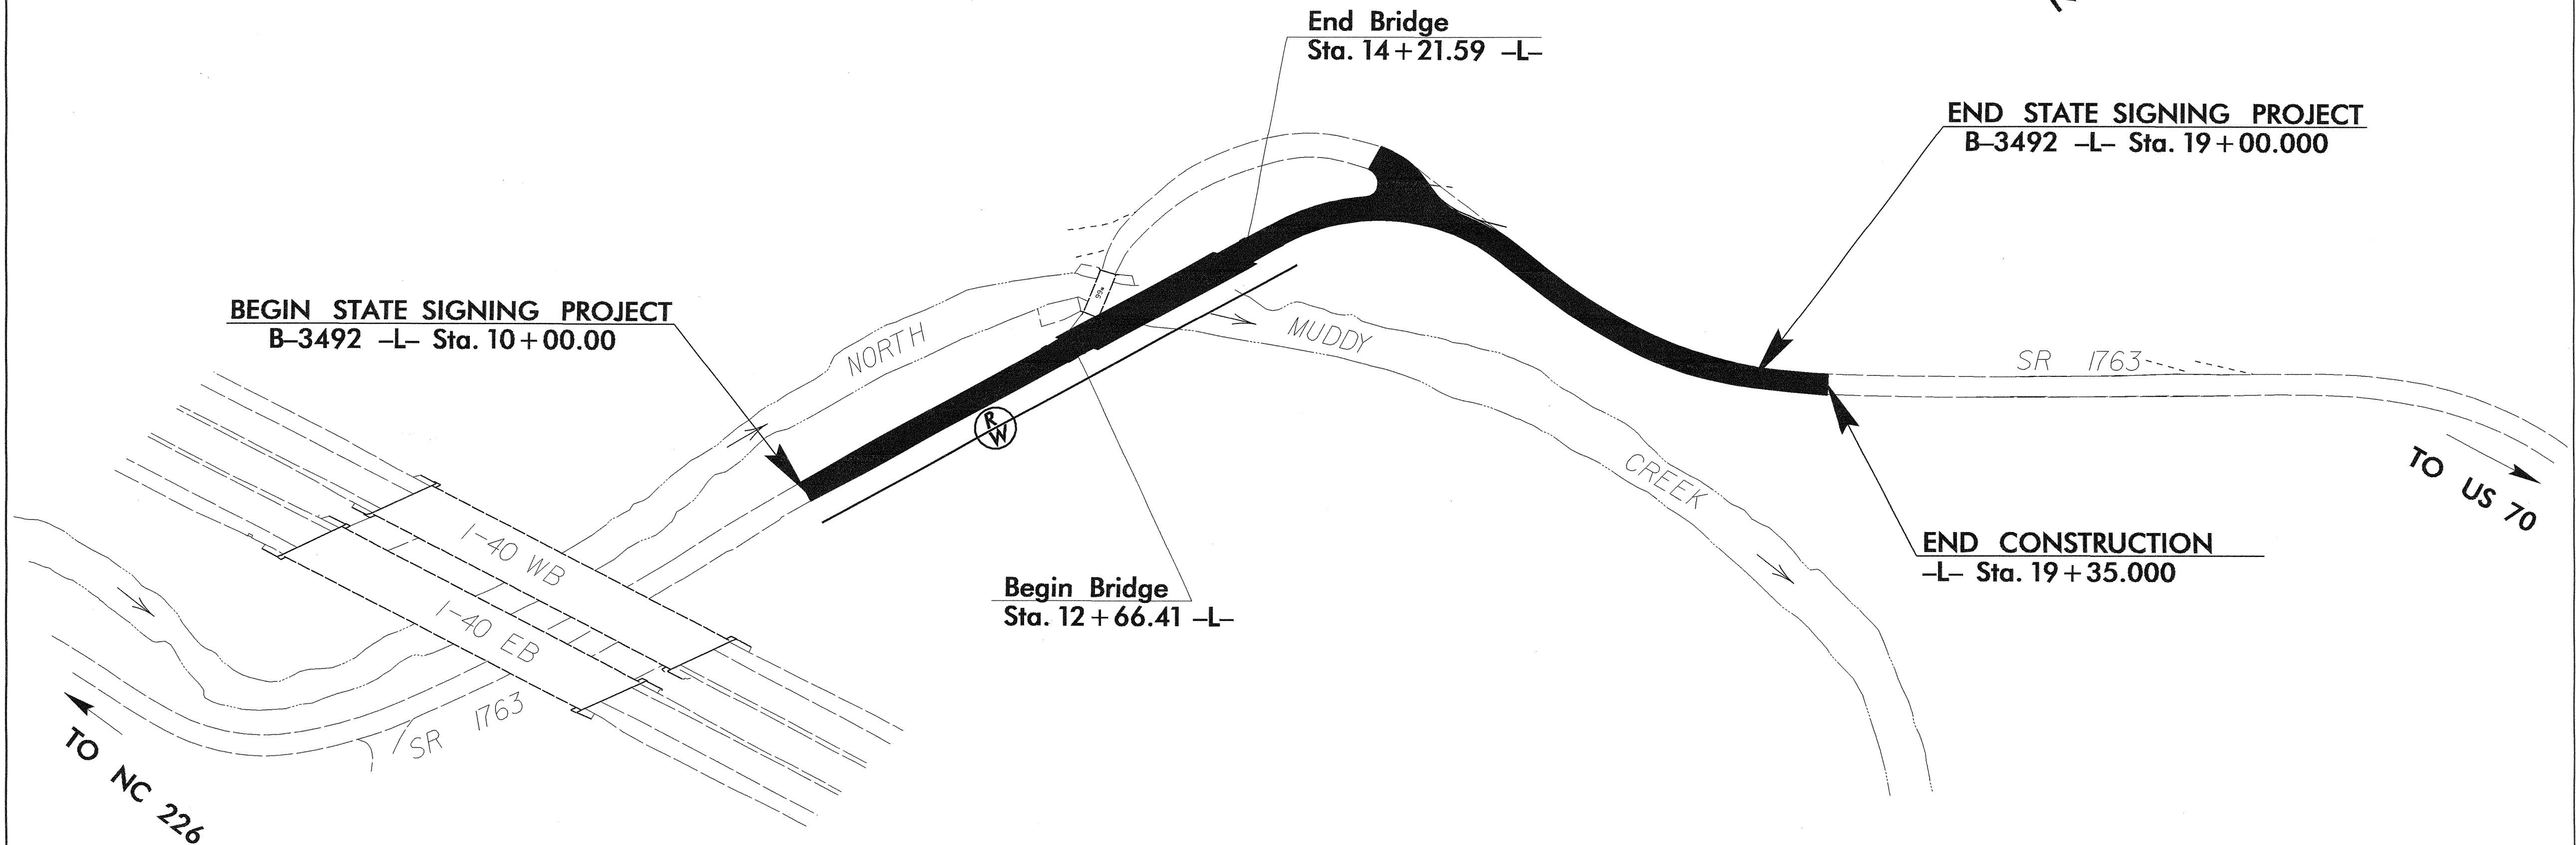 End Bridge
Sta. 14+21.59 –L–
END STATE SIGNING PROJECT
B–3492 –L– Sta. 19+00.000
BEGIN STATE SIGNING PROJECT
B–3492 –L– Sta. 10+00.00
NORTH
MUDDY
CREEK
SR 1763
R
W
TO US 70
I-40 WB
I-40 EB
END CONSTRUCTION
–L– Sta. 19+35.000
Begin Bridge
Sta. 12+66.41 –L–
SR 1763
TO NC 226